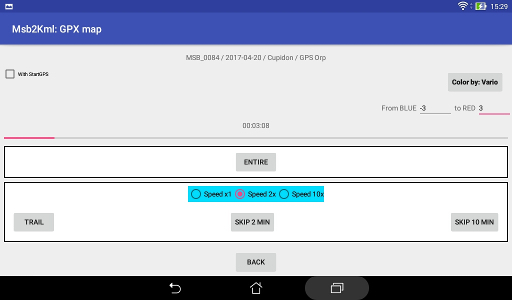 15:29
Msb2Kml: GPX map
MSB_0084 / 2017-04-20 / Cupidon / GPS Orp
With StartGPS
Color by: Vario
From BLUE -3 to RED 3
00:03:08
ENTIRE
Speed x1 Speed 2x Speed 10x
TRAIL SKIP 2 MIN SKIP 10 MIN
BACK